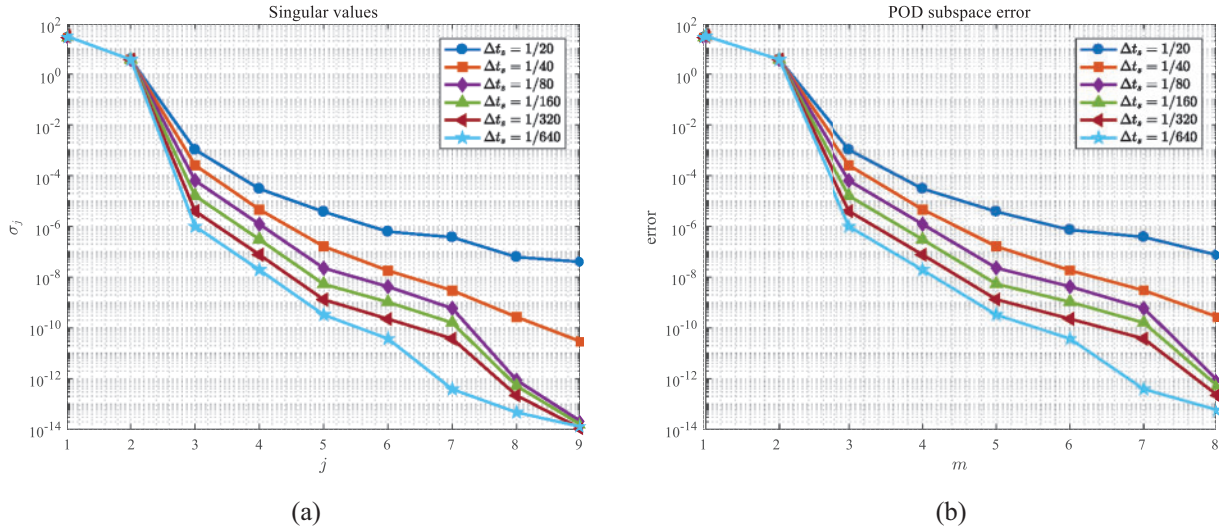 Singular values
10^2
10^0
10^-2
10^-4
10^-6
10^-8
10^-10
10^-12
10^-14
σ_j
Δt_s = 1/20
Δt_s = 1/40
Δt_s = 1/80
Δt_s = 1/160
Δt_s = 1/320
Δt_s = 1/640
1 2 3 4 5 6 7 8 9
j
(a)
POD subspace error
10^2
10^0
10^-2
10^-4
10^-6
10^-8
10^-10
10^-12
10^-14
error
Δt_s = 1/20
Δt_s = 1/40
Δt_s = 1/80
Δt_s = 1/160
Δt_s = 1/320
Δt_s = 1/640
1 2 3 4 5 6 7 8
m
(b)